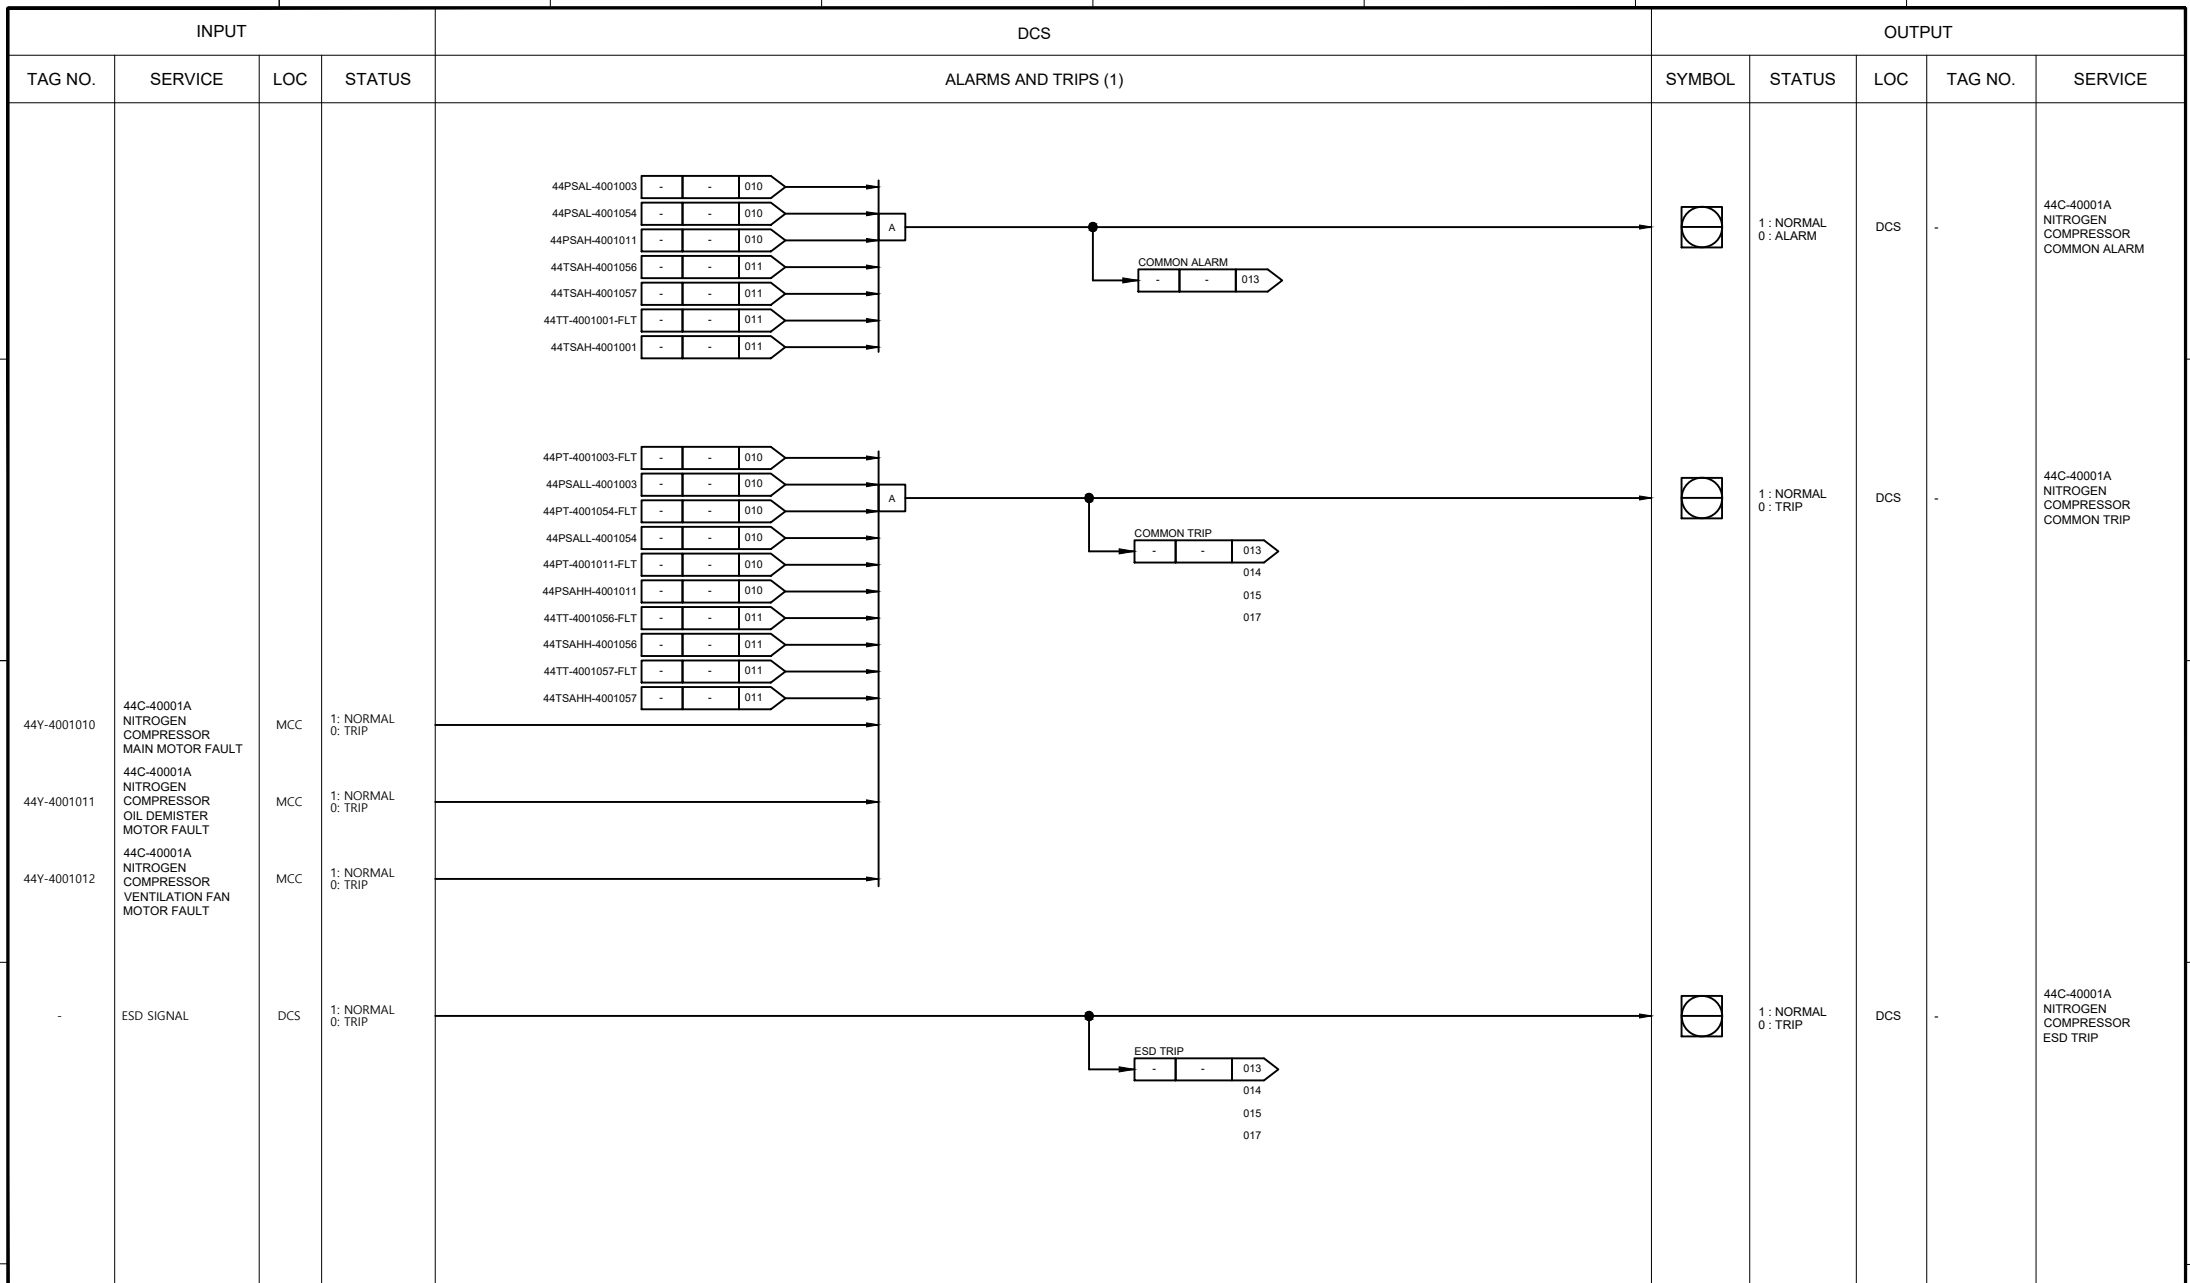 INPUT
DCS
OUTPUT
TAG NO. SERVICE LOC STATUS
ALARMS AND TRIPS (1)
SYMBOL STATUS LOC TAG NO. SERVICE
44PSAL-4001003 - - 010
44PSAL-4001054 - - 010
44PSAH-4001011 - - 010
44TSAH-4001056 - - 011
44TSAH-4001057 - - 011
44TT-4001001-FLT - - 011
44TSAH-4001001 - - 011
A
COMMON ALARM
- - 013
1 : NORMAL
0 : ALARM
DCS
-
44C-40001A
NITROGEN
COMPRESSOR
COMMON ALARM
44PT-4001003-FLT - - 010
44PSALL-4001003 - - 010
44PT-4001054-FLT - - 010
44PSALL-4001054 - - 010
44PT-4001011-FLT - - 010
44PSAHH-4001011 - - 010
44TT-4001056-FLT - - 011
44TSAHH-4001056 - - 011
44TT-4001057-FLT - - 011
44TSAHH-4001057 - - 011
A
COMMON TRIP
- - 013
014
015
017
1 : NORMAL
0 : TRIP
DCS
-
44C-40001A
NITROGEN
COMPRESSOR
COMMON TRIP
44Y-4001010
44C-40001A
NITROGEN
COMPRESSOR
MAIN MOTOR FAULT
MCC
1: NORMAL
0: TRIP
44Y-4001011
44C-40001A
NITROGEN
COMPRESSOR
OIL DEMISTER
MOTOR FAULT
MCC
1: NORMAL
0: TRIP
44Y-4001012
44C-40001A
NITROGEN
COMPRESSOR
VENTILATION FAN
MOTOR FAULT
MCC
1: NORMAL
0: TRIP
-
ESD SIGNAL
DCS
1: NORMAL
0: TRIP
ESD TRIP
- - 013
014
015
017
1 : NORMAL
0 : TRIP
DCS
-
44C-40001A
NITROGEN
COMPRESSOR
ESD TRIP